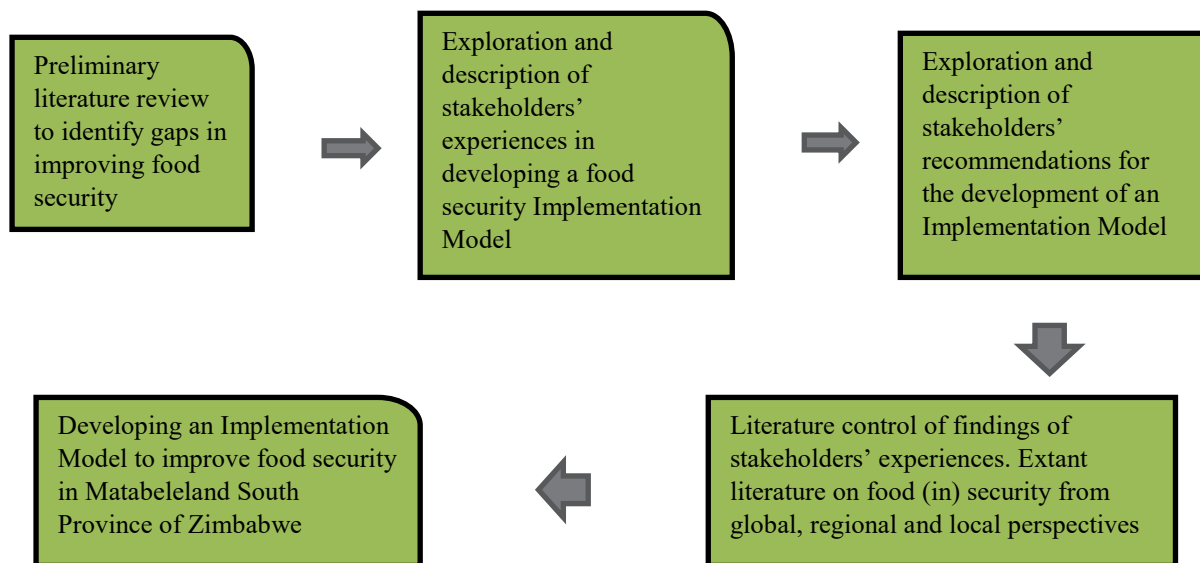 Preliminary
literature review
to identify gaps in
improving food
security
Exploration and
description of
stakeholders’
experiences in
developing a food
security Implementation
Model
Exploration and
description of
stakeholders’
recommendations for
the development of an
Implementation Model
Literature control of findings of
stakeholders’ experiences. Extant
literature on food (in) security from
global, regional and local perspectives
Developing an Implementation
Model to improve food security
in Matabeleland South
Province of Zimbabwe